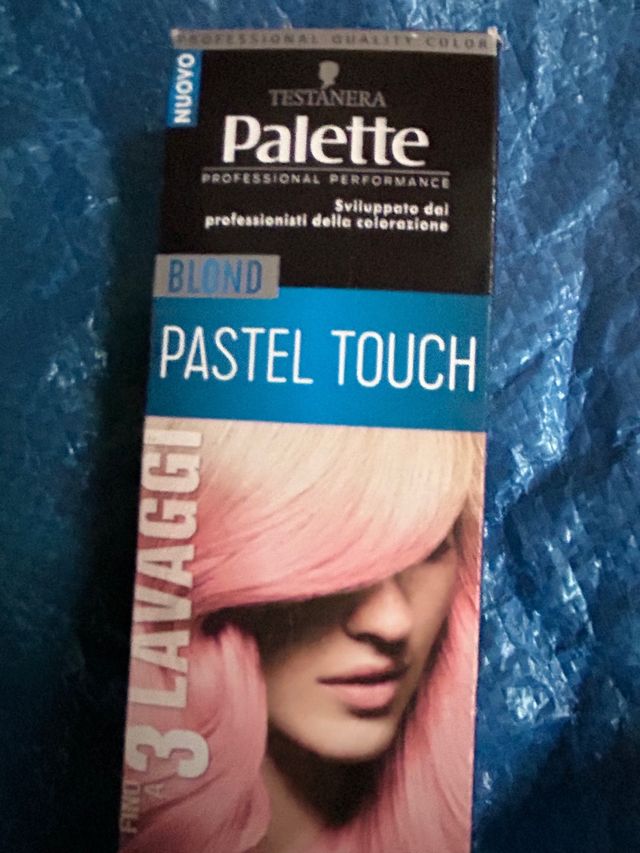 PROFESSIONAL QUALITY COLOR
NUOVO
TESTANERA
Palette
PROFESSIONAL PERFORMANCE
Sviluppato dai
professionisti della colorazione
BLOND
PASTEL TOUCH
FINO A 3 LAVAGGI